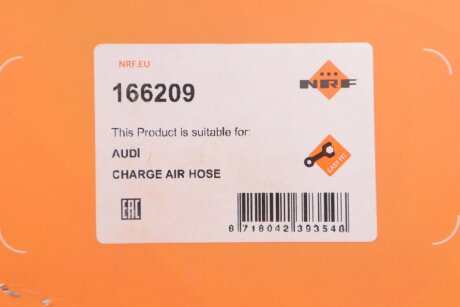 NRF.EU
166209
NRF
This Product is suitable for:
AUDI
CHARGE AIR HOSE
EASY FIT
EAC
8 718042 393548